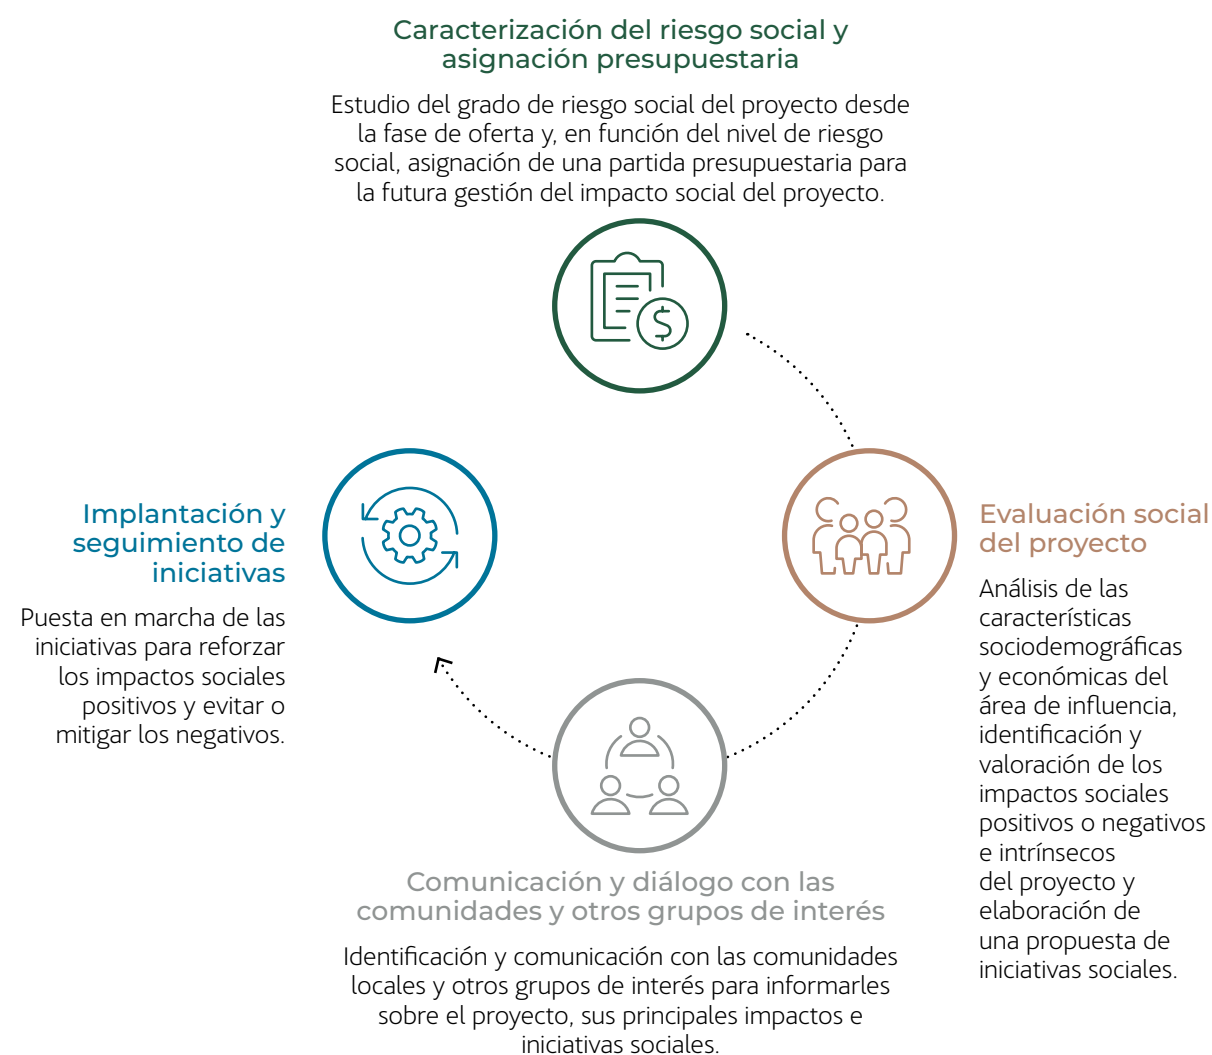 Caracterización del riesgo social y
asignación presupuestaria
Estudio del grado de riesgo social del proyecto desde
la fase de oferta y, en función del nivel de riesgo
social, asignación de una partida presupuestaria para
la futura gestión del impacto social del proyecto.
$
Evaluación social
del proyecto
Análisis de las
características
sociodemográficas
y económicas del
área de influencia,
identificación y
valoración de los
impactos sociales
positivos o negativos
e intrínsecos
del proyecto y
elaboración de
una propuesta de
iniciativas sociales.
Comunicación y diálogo con las
comunidades y otros grupos de interés
Identificación y comunicación con las comunidades
locales y otros grupos de interés para informarles
sobre el proyecto, sus principales impactos e
iniciativas sociales.
Implantación y
seguimiento de
iniciativas
Puesta en marcha de las
iniciativas para reforzar
los impactos sociales
positivos y evitar o
mitigar los negativos.